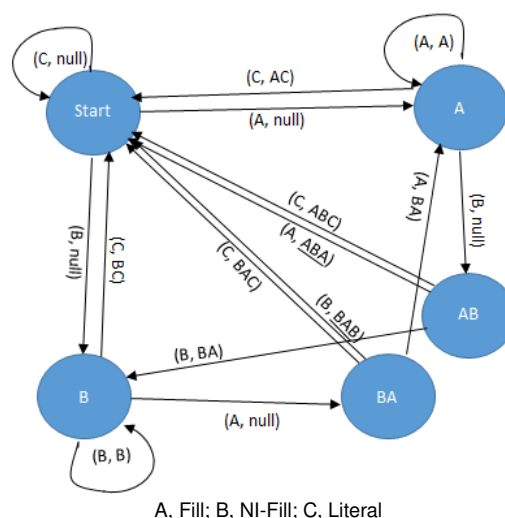 (C, null)
(A, A)
(C, AC)
Start
A
(A, null)
(B, null)
(C, BC)
(C, ABC)
(A, ABA)
(A, BA)
(B, null)
(C, BAC)
(B, BAB)
AB
(B, BA)
B
BA
(A, null)
(B, B)
A, Fill; B, NI-Fill; C, Literal